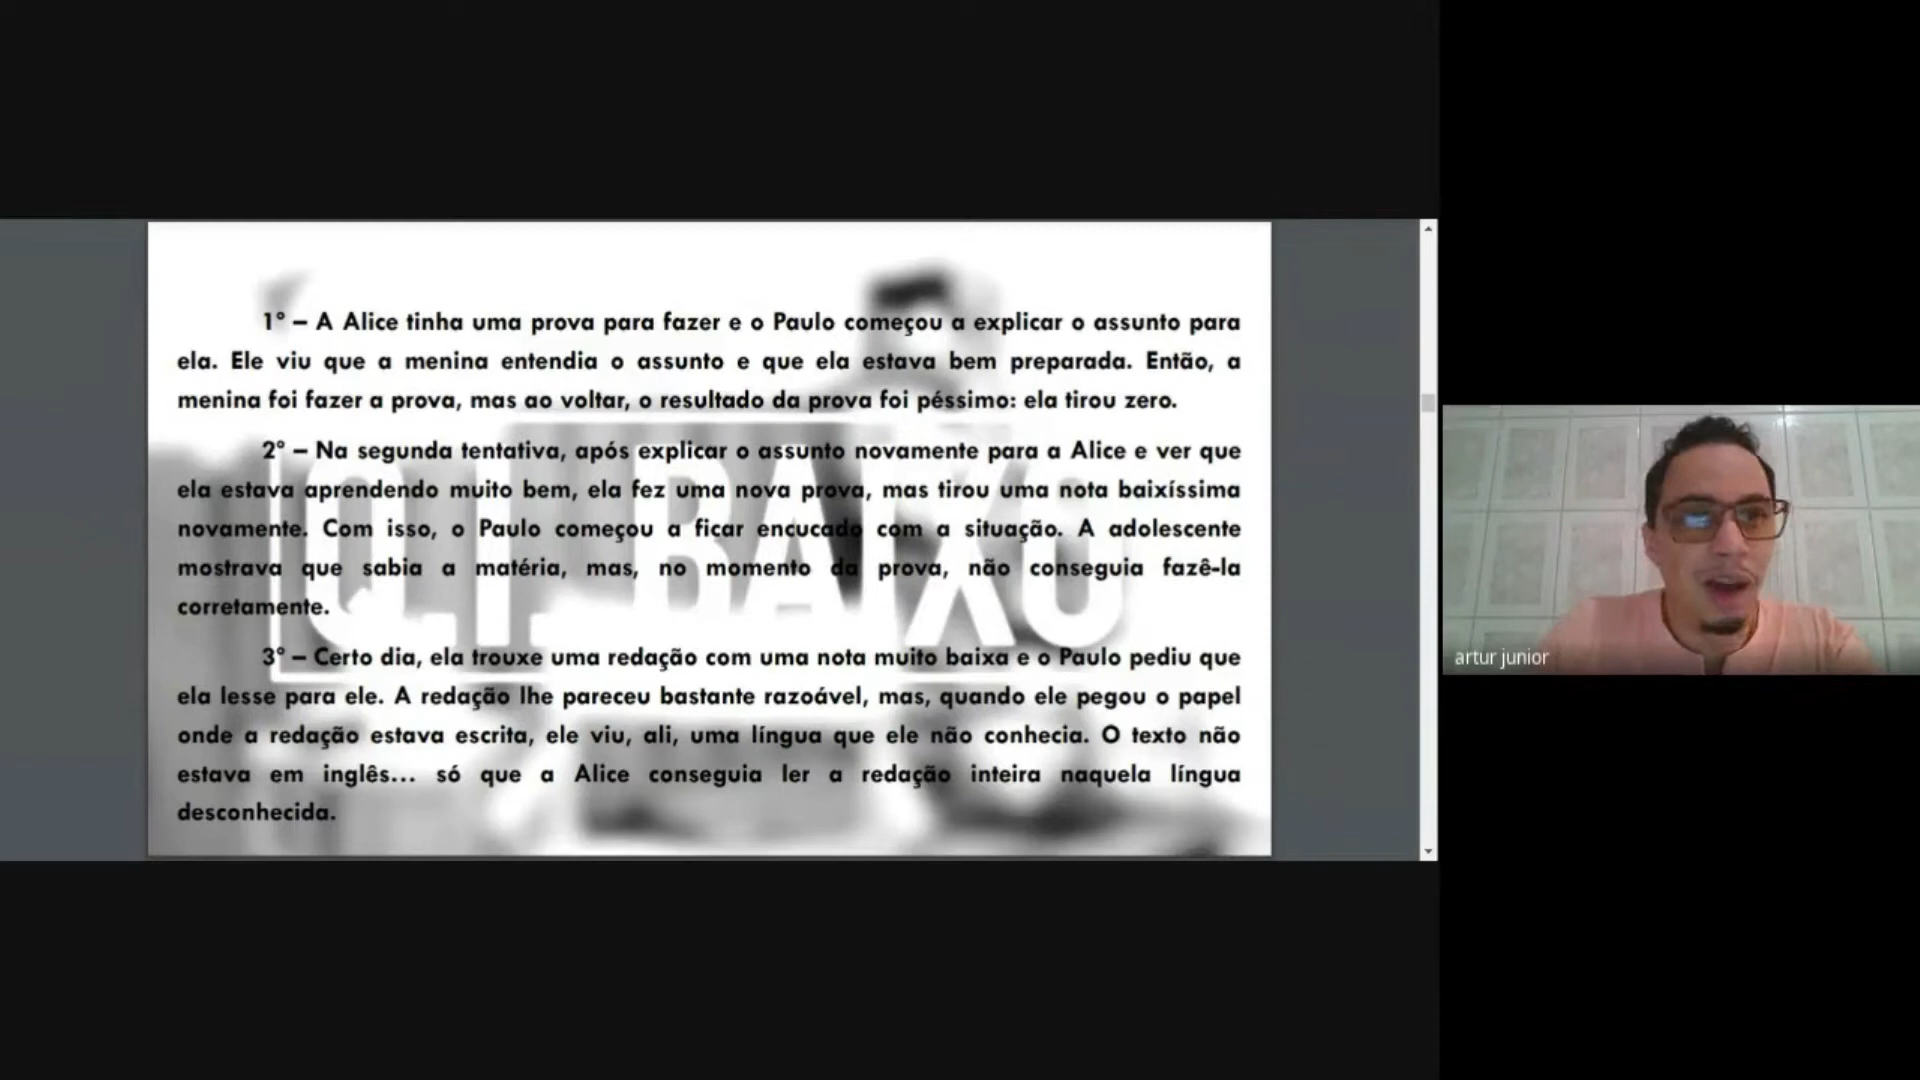 1° – A Alice tinha uma prova para fazer e o Paulo começou a explicar o assunto para
ela. Ele viu que a menina entendia o assunto e que ela estava bem preparada. Então, a
menina foi fazer a prova, mas ao voltar, o resultado da prova foi péssimo: ela tirou zero.
2° – Na segunda tentativa, após explicar o assunto novamente para a Alice e ver que
ela estava aprendendo muito bem, ela fez uma nova prova, mas tirou uma nota baixíssima
novamente. Com isso, o Paulo começou a ficar encucado com a situação. A adolescente
mostrava que sabia a matéria, mas, no momento da prova, não conseguia fazê-la
corretamente.
3° – Certo dia, ela trouxe uma redação com uma nota muito baixa e o Paulo pediu que
ela lesse para ele. A redação lhe pareceu bastante razoável, mas, quando ele pegou o papel
onde a redação estava escrita, ele viu, ali, uma língua que ele não conhecia. O texto não
estava em inglês... só que a Alice conseguia ler a redação inteira naquela língua
desconhecida.
Q.I. BAIXO
artur junior